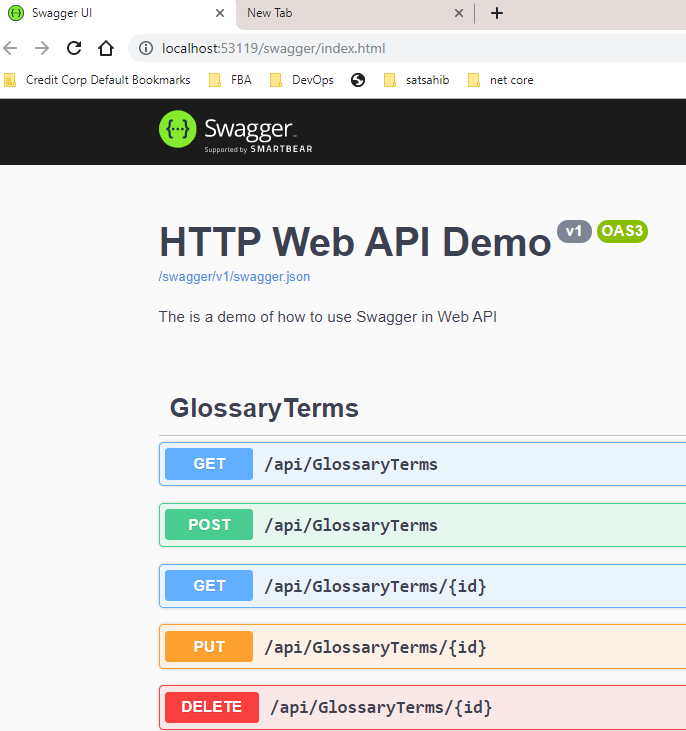 Swagger UI
New Tab
localhost:53119/swagger/index.html
Credit Corp Default Bookmarks FBA DevOps satsahib net core
{···} Swagger
Supported by SMARTBEAR
HTTP Web API Demo v1 OAS3
/swagger/v1/swagger.json
The is a demo of how to use Swagger in Web API
GlossaryTerms
GET /api/GlossaryTerms
POST /api/GlossaryTerms
GET /api/GlossaryTerms/{id}
PUT /api/GlossaryTerms/{id}
DELETE /api/GlossaryTerms/{id}